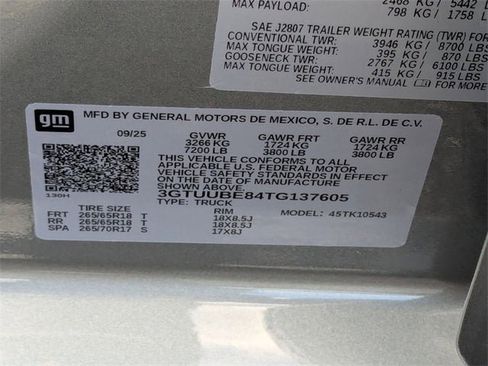 MAX PAYLOAD: 2468 KG / 5442 L
798 KG / 1758 L
SAE J2807 TRAILER WEIGHT RATING (TWR) FOR
CONVENTIONAL TWR: 3946 KG / 8700 LBS
MAX TONGUE WEIGHT: 395 KG / 870 LBS
GOOSENECK TWR: 2767 KG / 6100 LBS
MAX TONGUE WEIGHT: 415 KG / 915 LBS
SEE OWNER'S MANUAL FOR MORE
gm MFD BY GENERAL MOTORS DE MEXICO, S. DE R.L. DE C.V.
09/25 GVWR GAWR FRT GAWR RR
3266 KG 1724 KG 1724 KG
7200 LB 3800 LB 3800 LB
THIS VEHICLE CONFORMS TO ALL
APPLICABLE U.S. FEDERAL MOTOR
VEHICLE SAFETY AND THEFT PREVENTION
STANDARDS IN EFFECT ON THE DATE OF
MANUFACTURE SHOWN ABOVE.
130H 3GTUUBE84TG137605
TYPE: TRUCK
TIRE SIZE RIM MODEL: 45TK10543
FRT 265/65R18 T 18X8.5J
RR 265/65R18 T 18X8.5J
SPA 265/70R17 S 17X8J